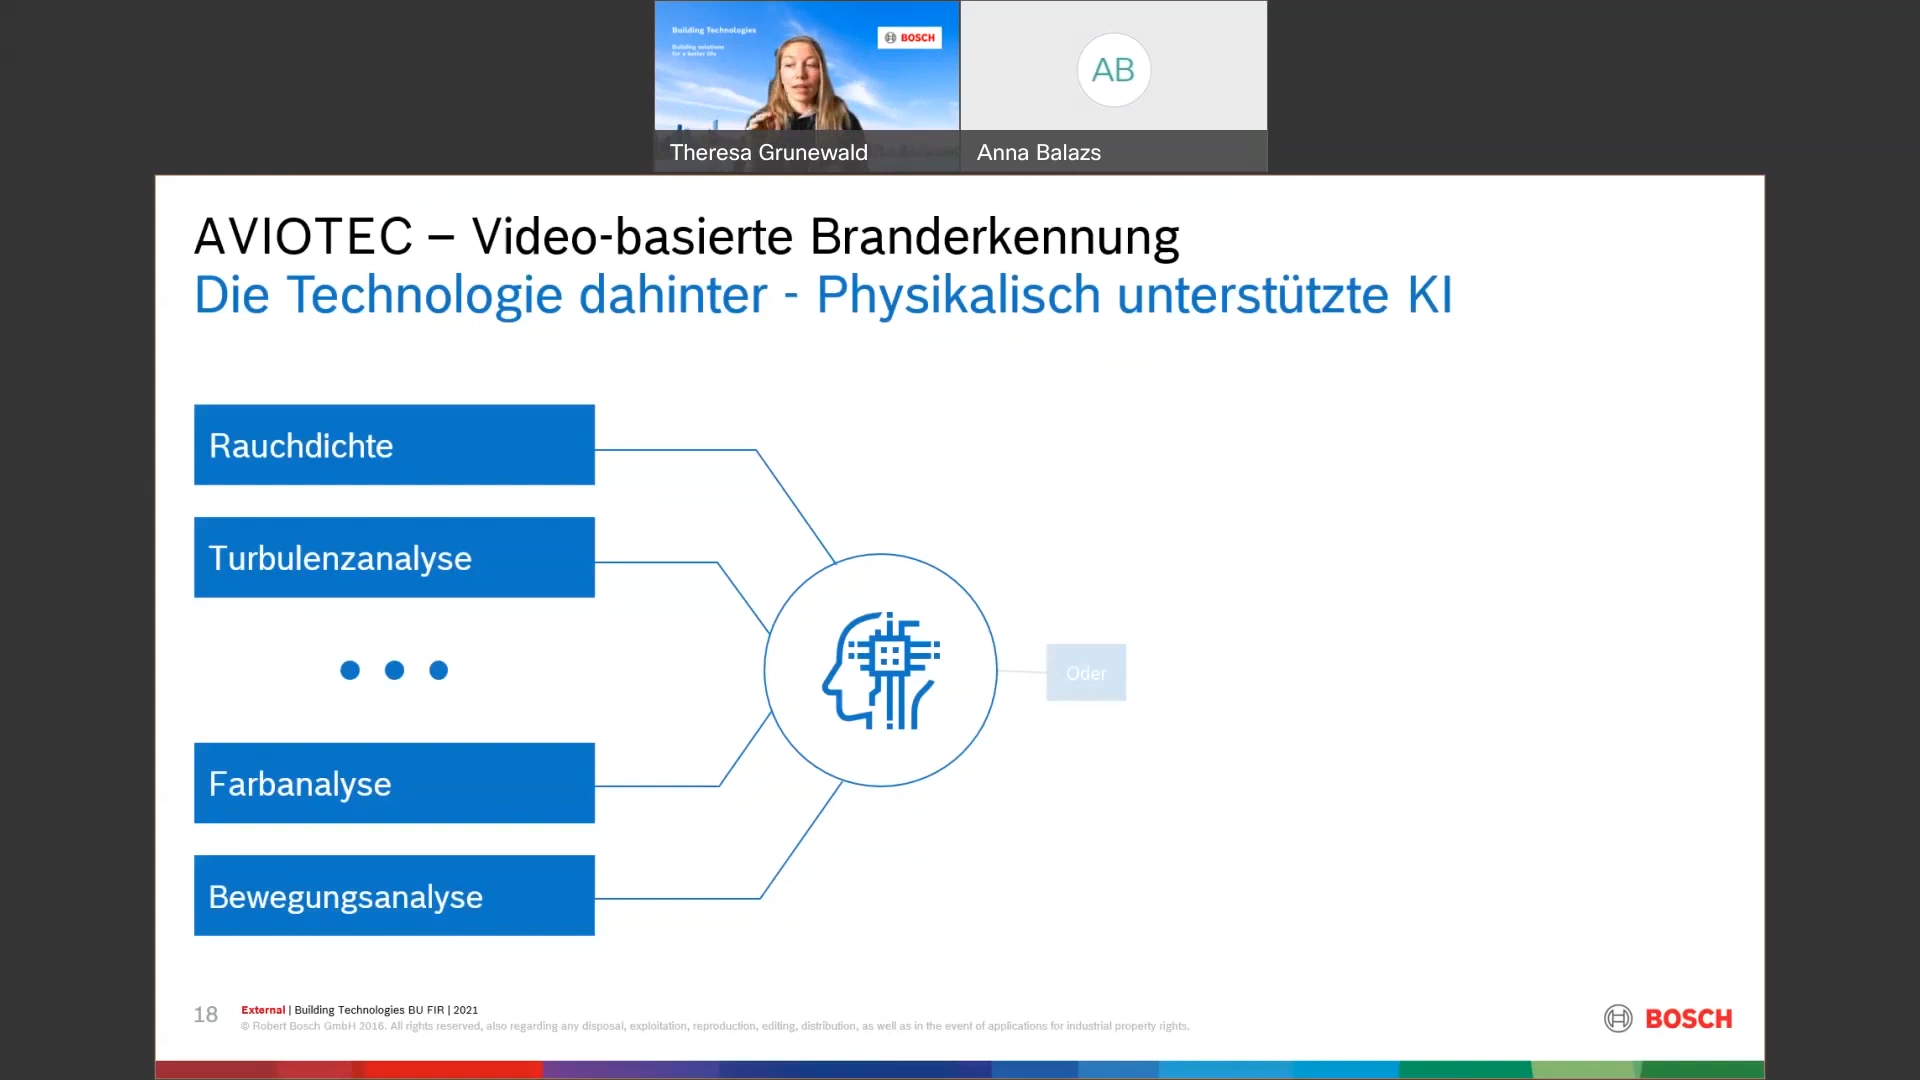 Building Technologies
Building solutions
for a better life
BOSCH
AB
Theresa Grunewald
Anna Balazs
AVIOTEC – Video-basierte Branderkennung
Die Technologie dahinter - Physikalisch unterstützte KI
Rauchdichte
Turbulenzanalyse
Oder
Farbanalyse
Bewegungsanalyse
18
External | Building Technologies BU FIR | 2021
© Robert Bosch GmbH 2016. All rights reserved, also regarding any disposal, exploitation, reproduction, editing, distribution, as well as in the event of applications for industrial property rights.
BOSCH